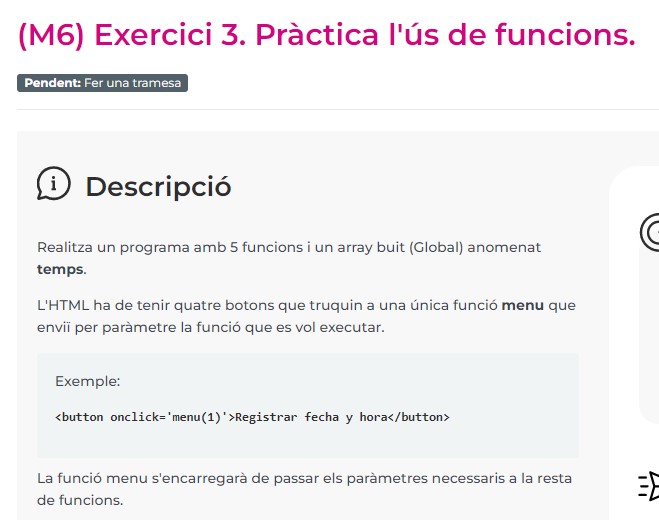 (M6) Exercici 3. Pràctica l'ús de funcions.
Pendent: Fer una tramesa
Descripció
Realitza un programa amb 5 funcions i un array buit (Global) anomenat
temps.
L'HTML ha de tenir quatre botons que truquin a una única funció menu que
enviï per paràmetre la funció que es vol executar.
Exemple:
<button onclick='menu(1)'>Registrar fecha y hora</button>
La funció menu s'encarregarà de passar els paràmetres necessaris a la resta
de funcions.